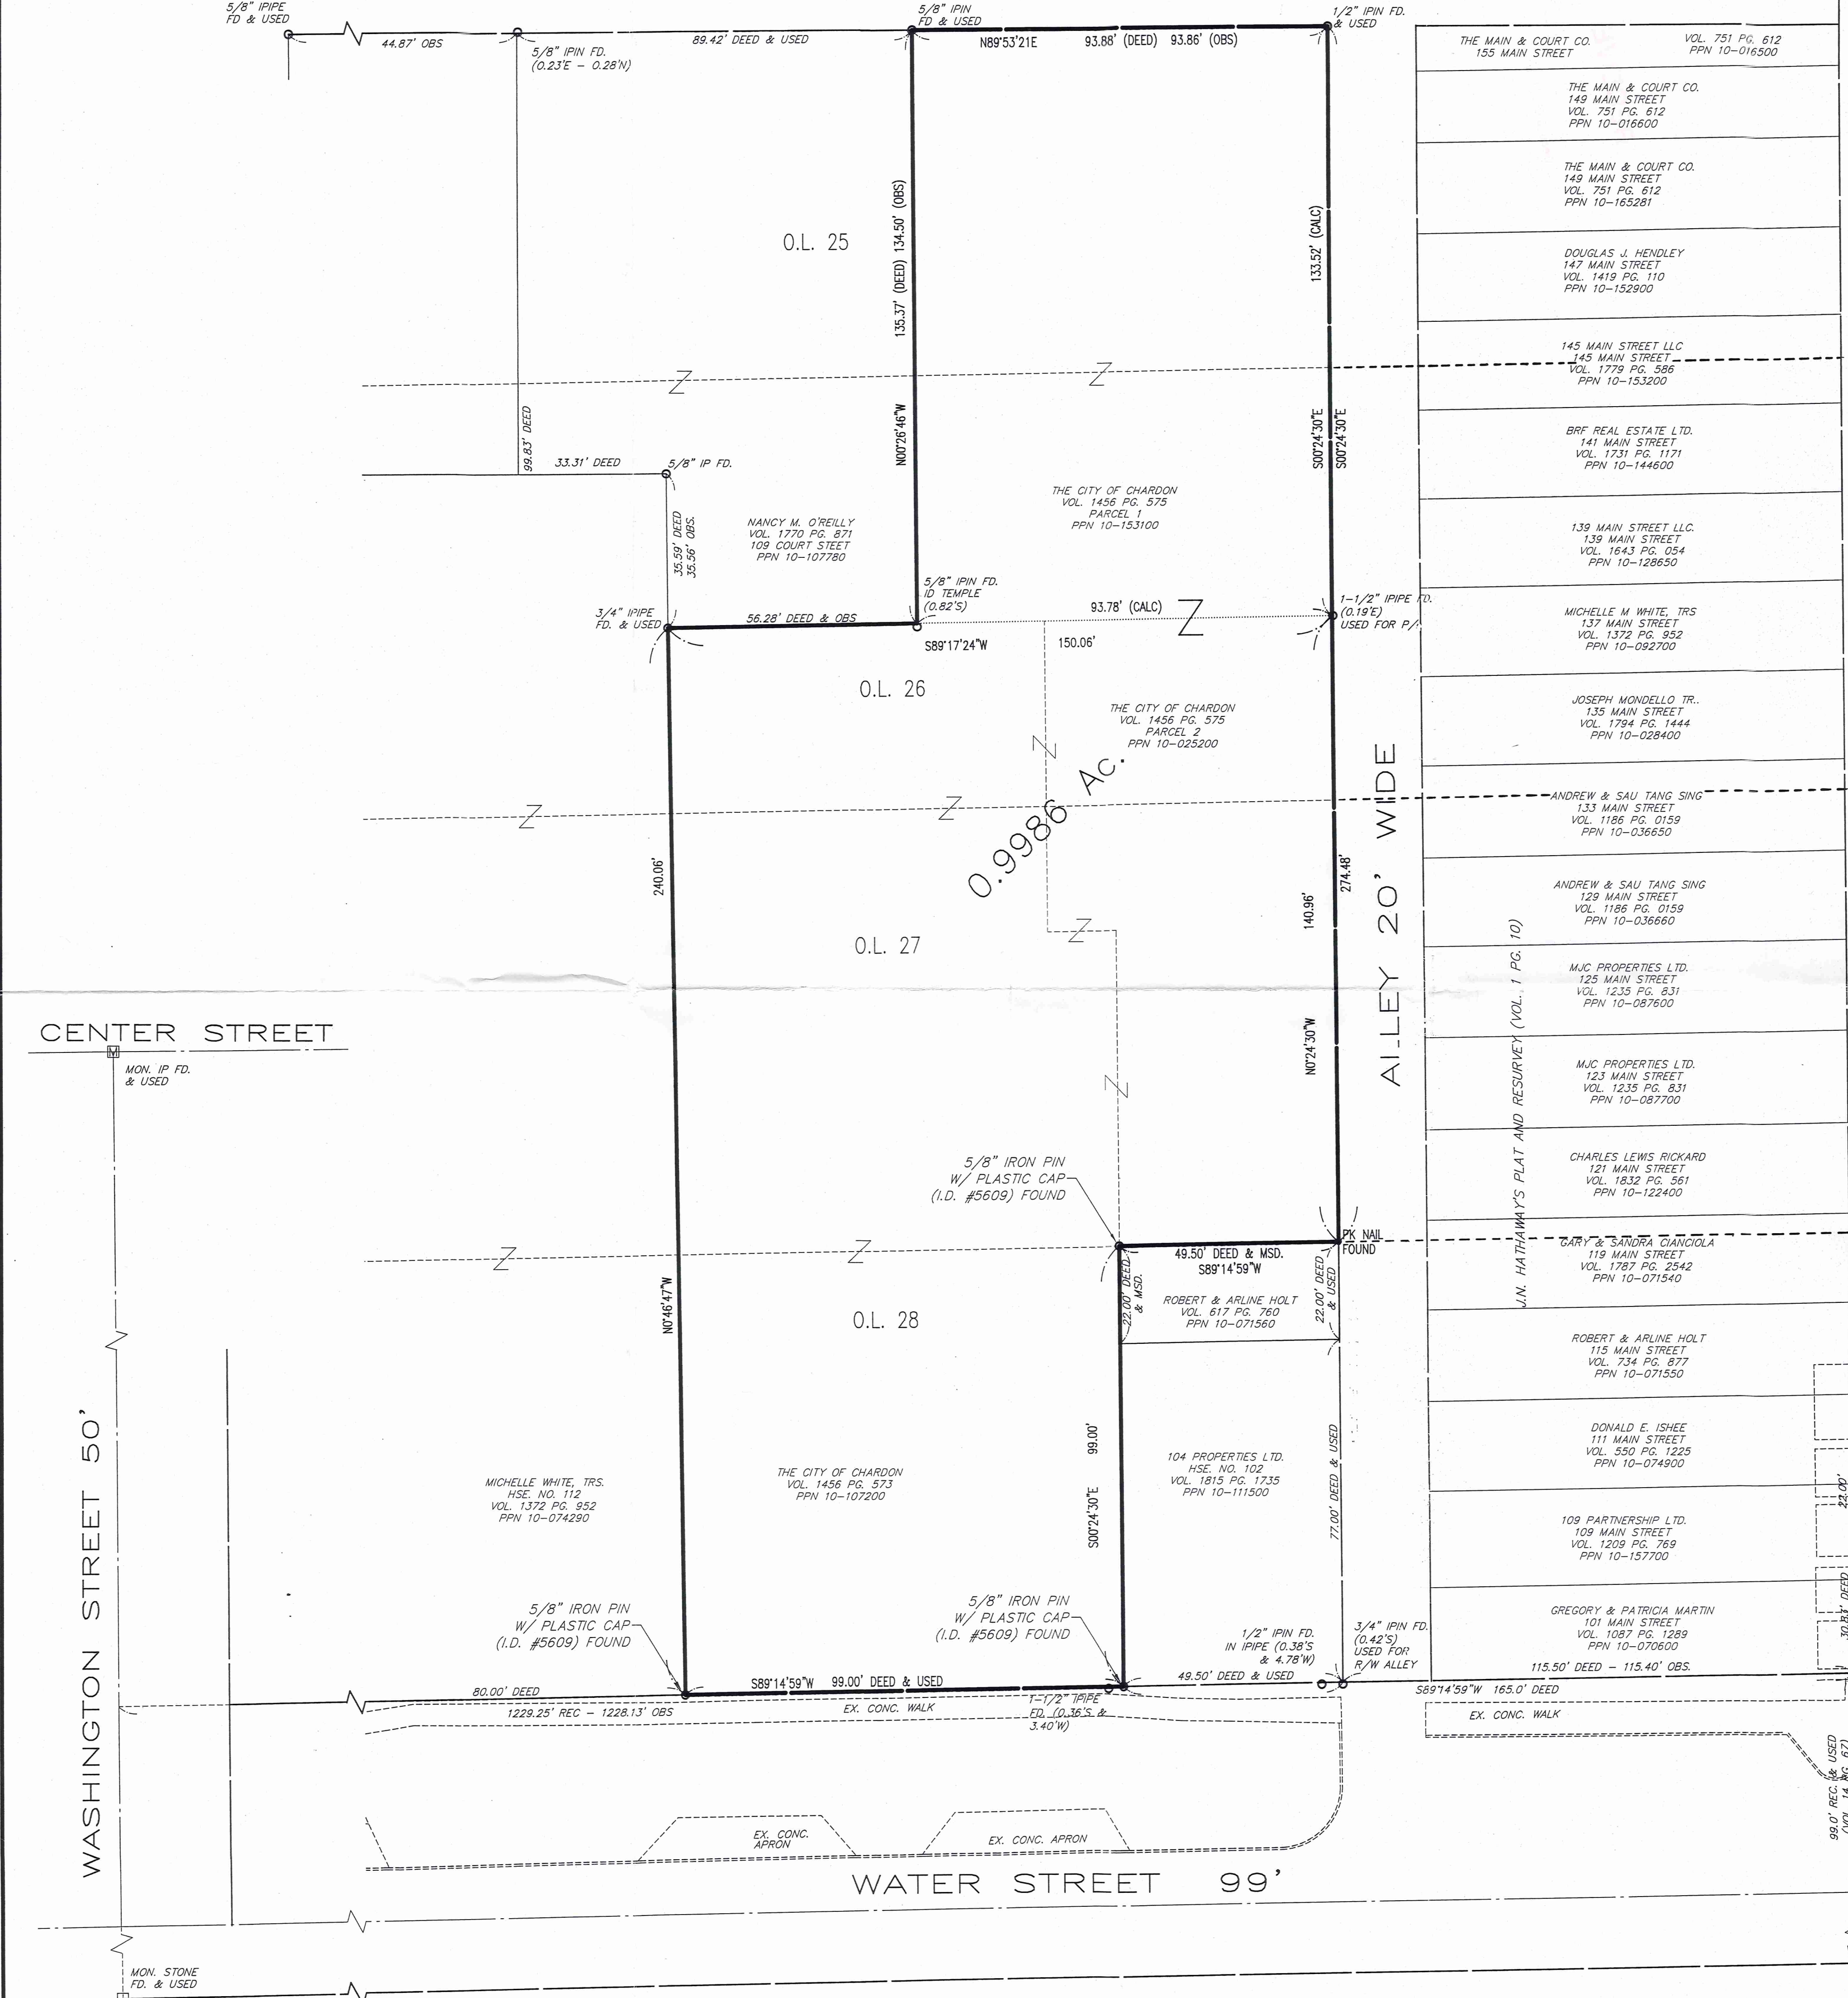 5/8" IPIPE
FD & USED
44.87' OBS
5/8" IPIN FD.
(0.23'E – 0.28'N)
89.42' DEED & USED
5/8" IPIN
FD & USED
N89°53'21E 93.88' (DEED) 93.86' (OBS)
1/2" IPIN FD.
& USED
THE MAIN & COURT CO.
155 MAIN STREET
VOL. 751 PG. 612
PPN 10-016500
THE MAIN & COURT CO.
149 MAIN STREET
VOL. 751 PG. 612
PPN 10-016600
THE MAIN & COURT CO.
149 MAIN STREET
VOL. 751 PG. 612
PPN 10-165281
DOUGLAS J. HENDLEY
147 MAIN STREET
VOL. 1419 PG. 110
PPN 10-152900
145 MAIN STREET LLC
145 MAIN STREET
VOL. 1779 PG. 586
PPN 10-153200
BRF REAL ESTATE LTD.
141 MAIN STREET
VOL. 1731 PG. 1171
PPN 10-144600
139 MAIN STREET LLC.
139 MAIN STREET
VOL. 1643 PG. 054
PPN 10-128650
MICHELLE M WHITE, TRS
137 MAIN STREET
VOL. 1372 PG. 952
PPN 10-092700
JOSEPH MONDELLO TR..
135 MAIN STREET
VOL. 1794 PG. 1444
PPN 10-028400
ANDREW & SAU TANG SING
133 MAIN STREET
VOL. 1186 PG. 0159
PPN 10-036650
ANDREW & SAU TANG SING
129 MAIN STREET
VOL. 1186 PG. 0159
PPN 10-036660
MJC PROPERTIES LTD.
125 MAIN STREET
VOL. 1235 PG. 831
PPN 10-087600
MJC PROPERTIES LTD.
123 MAIN STREET
VOL. 1235 PG. 831
PPN 10-087700
CHARLES LEWIS RICKARD
121 MAIN STREET
VOL. 1832 PG. 561
PPN 10-122400
GARY & SANDRA CIANCIOLA
119 MAIN STREET
VOL. 1787 PG. 2542
PPN 10-071540
ROBERT & ARLINE HOLT
115 MAIN STREET
VOL. 734 PG. 877
PPN 10-071550
DONALD E. ISHEE
111 MAIN STREET
VOL. 550 PG. 1225
PPN 10-074900
109 PARTNERSHIP LTD.
109 MAIN STREET
VOL. 1209 PG. 769
PPN 10-157700
GREGORY & PATRICIA MARTIN
101 MAIN STREET
VOL. 1087 PG. 1289
PPN 10-070600
J.N. HATHAWAY'S PLAT AND RESURVEY (VOL. 1 PG. 10)
ALLEY 20' WIDE
O.L. 25
135.37' (DEED) 134.50' (OBS)
N00°26'46"W
133.52' (CALC)
S00°24'30"E
S00°24'30"E
99.83' DEED
33.31' DEED
5/8" IP FD.
35.59' DEED
35.56' OBS.
NANCY M. O'REILLY
VOL. 1770 PG. 871
109 COURT STEET
PPN 10-107780
THE CITY OF CHARDON
VOL. 1456 PG. 575
PARCEL 1
PPN 10-153100
3/4" IPIPE
FD. & USED
56.28' DEED & OBS
5/8" IPIN FD.
ID TEMPLE
(0.82'S)
93.78' (CALC)
1-1/2" IPIPE FD.
(0.19'E)
USED FOR P/
S89°17'24"W 150.06'
O.L. 26
THE CITY OF CHARDON
VOL. 1456 PG. 575
PARCEL 2
PPN 10-025200
0.9986 Ac.
240.06'
N0°46'47"W
274.48'
140.96'
N0°24'30"W
O.L. 27
CENTER STREET
MON. IP FD.
& USED
5/8" IRON PIN
W/ PLASTIC CAP
(I.D. #5609) FOUND
PK NAIL
FOUND
49.50' DEED & MSD.
S89°14'59"W
22.00' DEED
& MSD.
22.00' DEED
& USED
ROBERT & ARLINE HOLT
VOL. 617 PG. 760
PPN 10-071560
O.L. 28
99.00'
S00°24'30"E
77.00' DEED & USED
104 PROPERTIES LTD.
HSE. NO. 102
VOL. 1815 PG. 1735
PPN 10-111500
THE CITY OF CHARDON
VOL. 1456 PG. 573
PPN 10-107200
MICHELLE WHITE, TRS.
HSE. NO. 112
VOL. 1372 PG. 952
PPN 10-074290
WASHINGTON STREET 50'
5/8" IRON PIN
W/ PLASTIC CAP
(I.D. #5609) FOUND
5/8" IRON PIN
W/ PLASTIC CAP
(I.D. #5609) FOUND
1/2" IPIN FD.
IN IPIPE (0.38'S
& 4.78'W)
3/4" IPIN FD.
(0.42'S)
USED FOR
R/W ALLEY
22.00'
30.83' DEED
80.00' DEED
S89°14'59"W 99.00' DEED & USED
49.50' DEED & USED
115.50' DEED – 115.40' OBS.
S89°14'59"W 165.0' DEED
1229.25' REC – 1228.13' OBS
EX. CONC. WALK
1-1/2" IPIPE
FD. (0.36'S &
3.40'W)
EX. CONC. WALK
99.0' REC. & USED
(VOL. 14 PG. 67)
EX. CONC.
APRON
EX. CONC. APRON
WATER STREET 99'
MON. STONE
FD. & USED